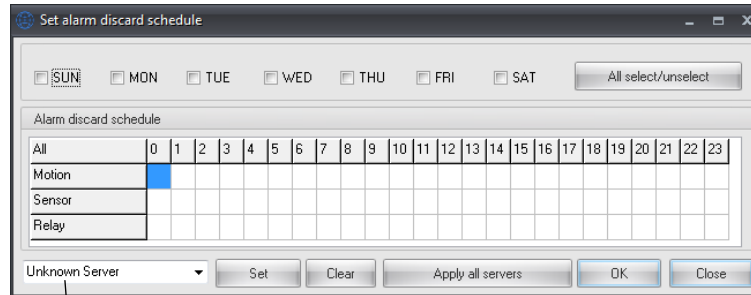 Set alarm discard schedule
SUN MON TUE WED THU FRI SAT All select/unselect
Alarm discard schedule
All 0 1 2 3 4 5 6 7 8 9 10 11 12 13 14 15 16 17 18 19 20 21 22 23
Motion
Sensor
Relay
Unknown Server Set Clear Apply all servers OK Close